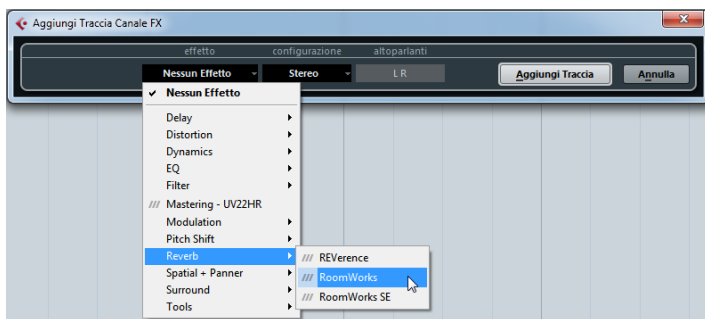 Aggiungi Traccia Canale FX
effetto configurazione altoparlanti
Nessun Effetto Stereo L R Aggiungi Traccia Annulla
Nessun Effetto
Delay
Distortion
Dynamics
EQ
Filter
Mastering - UV22HR
Modulation
Pitch Shift
Reverb
Spatial + Panner
Surround
Tools
REVerence
RoomWorks
RoomWorks SE